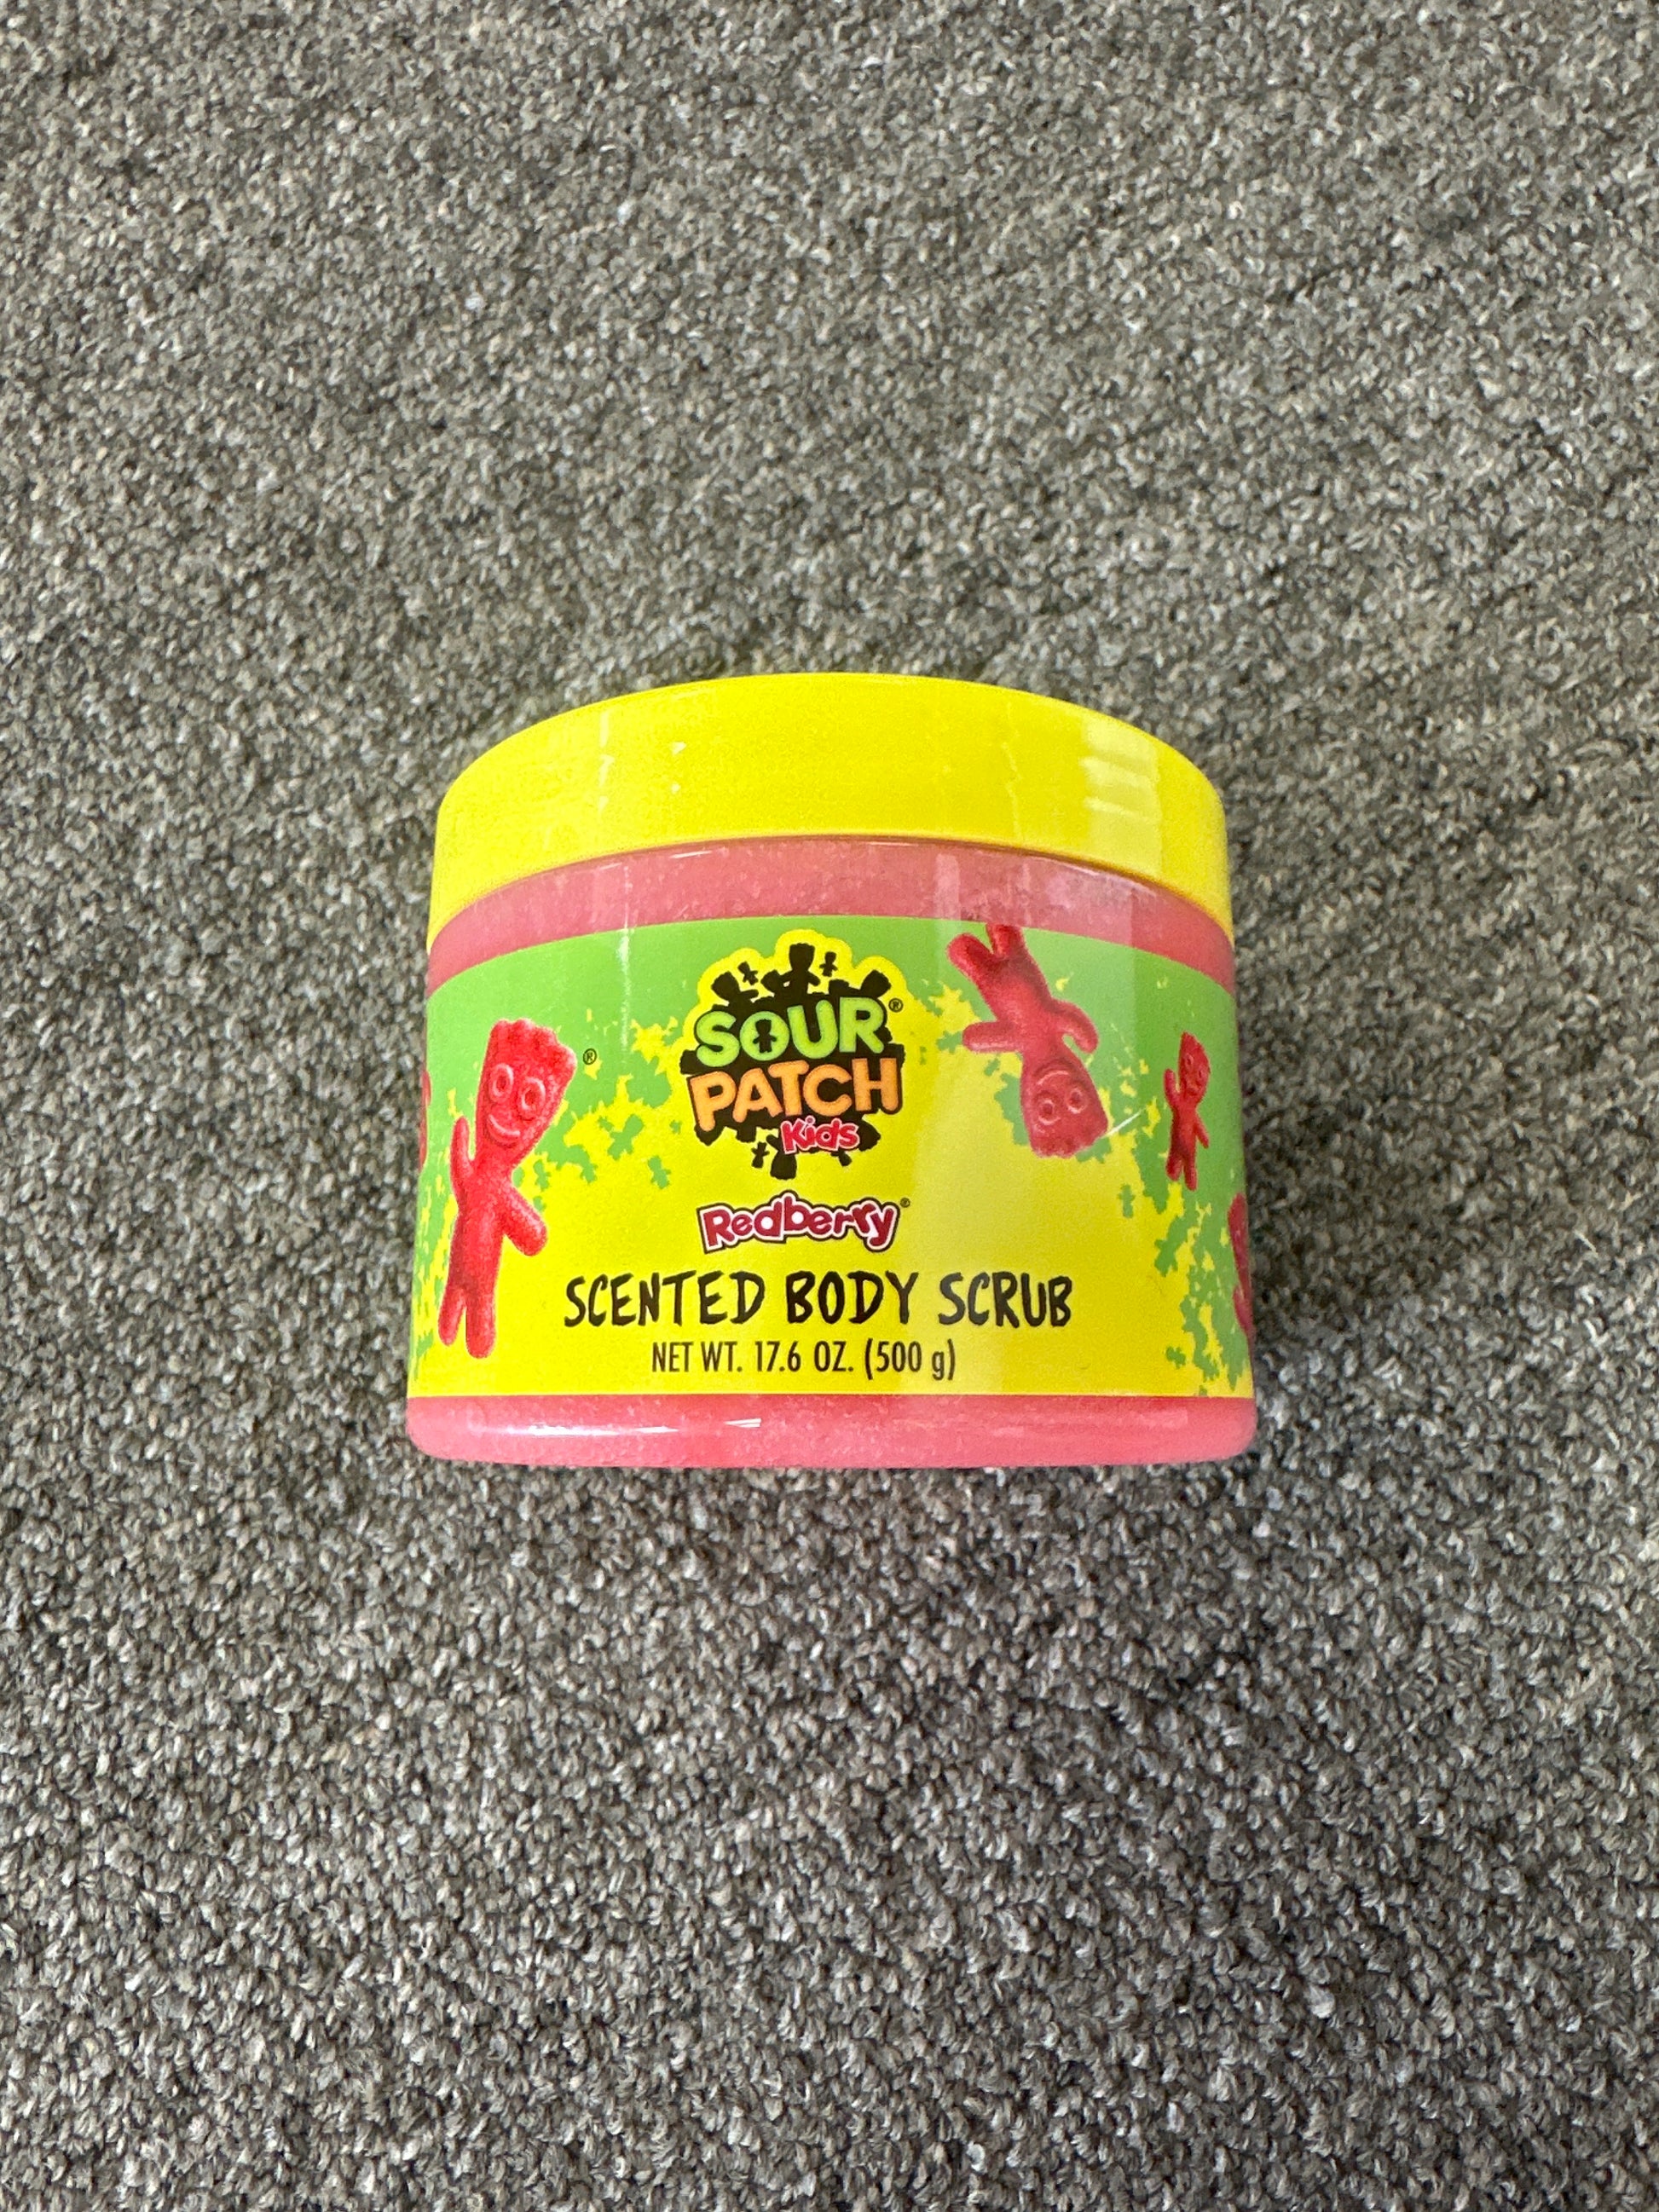 SOUR®
PATCH
Kids
®
Redberry®
SCENTED BODY SCRUB
NET WT. 17.6 OZ. (500 g)